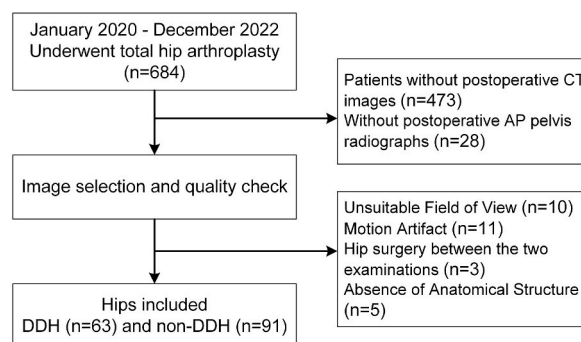 January 2020 - December 2022
Underwent total hip arthroplasty
(n=684)
Patients without postoperative CT
images (n=473)
Without postoperative AP pelvis
radiographs (n=28)
Image selection and quality check
Unsuitable Field of View (n=10)
Motion Artifact (n=11)
Hip surgery between the two
examinations (n=3)
Absence of Anatomical Structure
(n=5)
Hips included
DDH (n=63) and non-DDH (n=91)